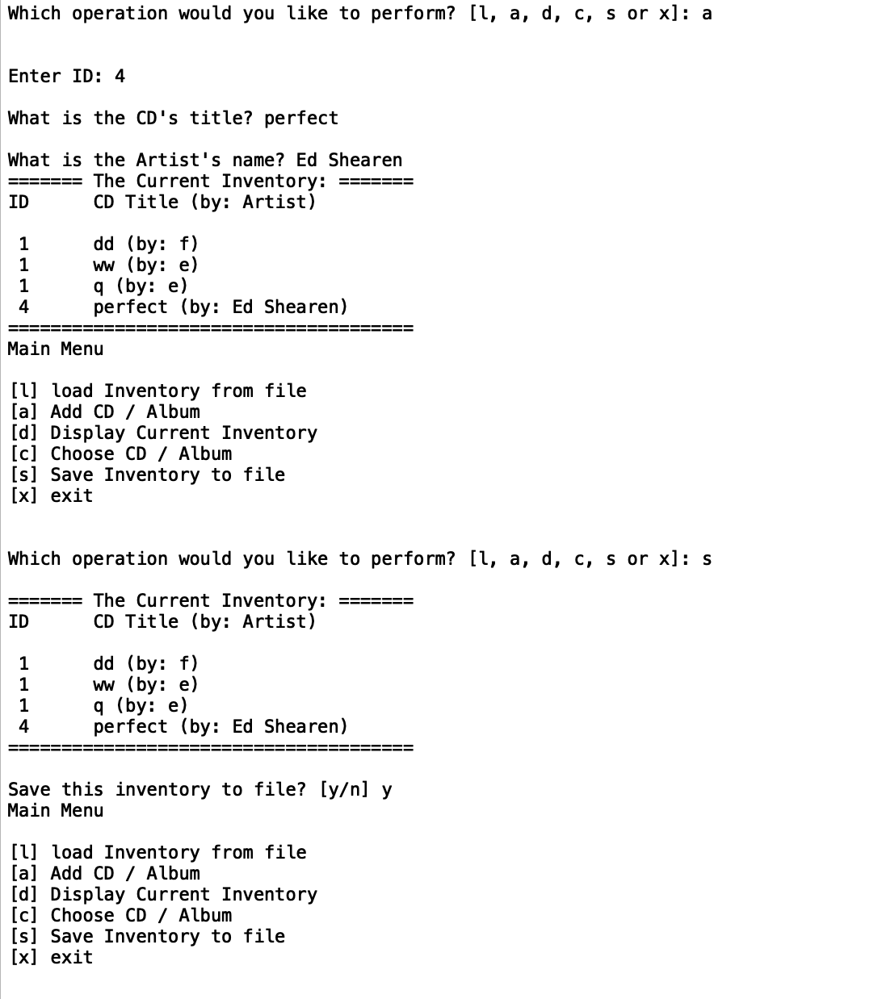 Which operation would you like to perform? [l, a, d, c, s or x]: a
Enter ID: 4
What is the CD's title? perfect
What is the Artist's name? Ed Shearen
======= The Current Inventory: =======
ID      CD Title (by: Artist)
1      dd (by: f)
1      ww (by: e)
1      q (by: e)
4      perfect (by: Ed Shearen)
======================================
Main Menu
[l] load Inventory from file
[a] Add CD / Album
[d] Display Current Inventory
[c] Choose CD / Album
[s] Save Inventory to file
[x] exit
Which operation would you like to perform? [l, a, d, c, s or x]: s
======= The Current Inventory: =======
ID      CD Title (by: Artist)
1      dd (by: f)
1      ww (by: e)
1      q (by: e)
4      perfect (by: Ed Shearen)
======================================
Save this inventory to file? [y/n] y
Main Menu
[l] load Inventory from file
[a] Add CD / Album
[d] Display Current Inventory
[c] Choose CD / Album
[s] Save Inventory to file
[x] exit